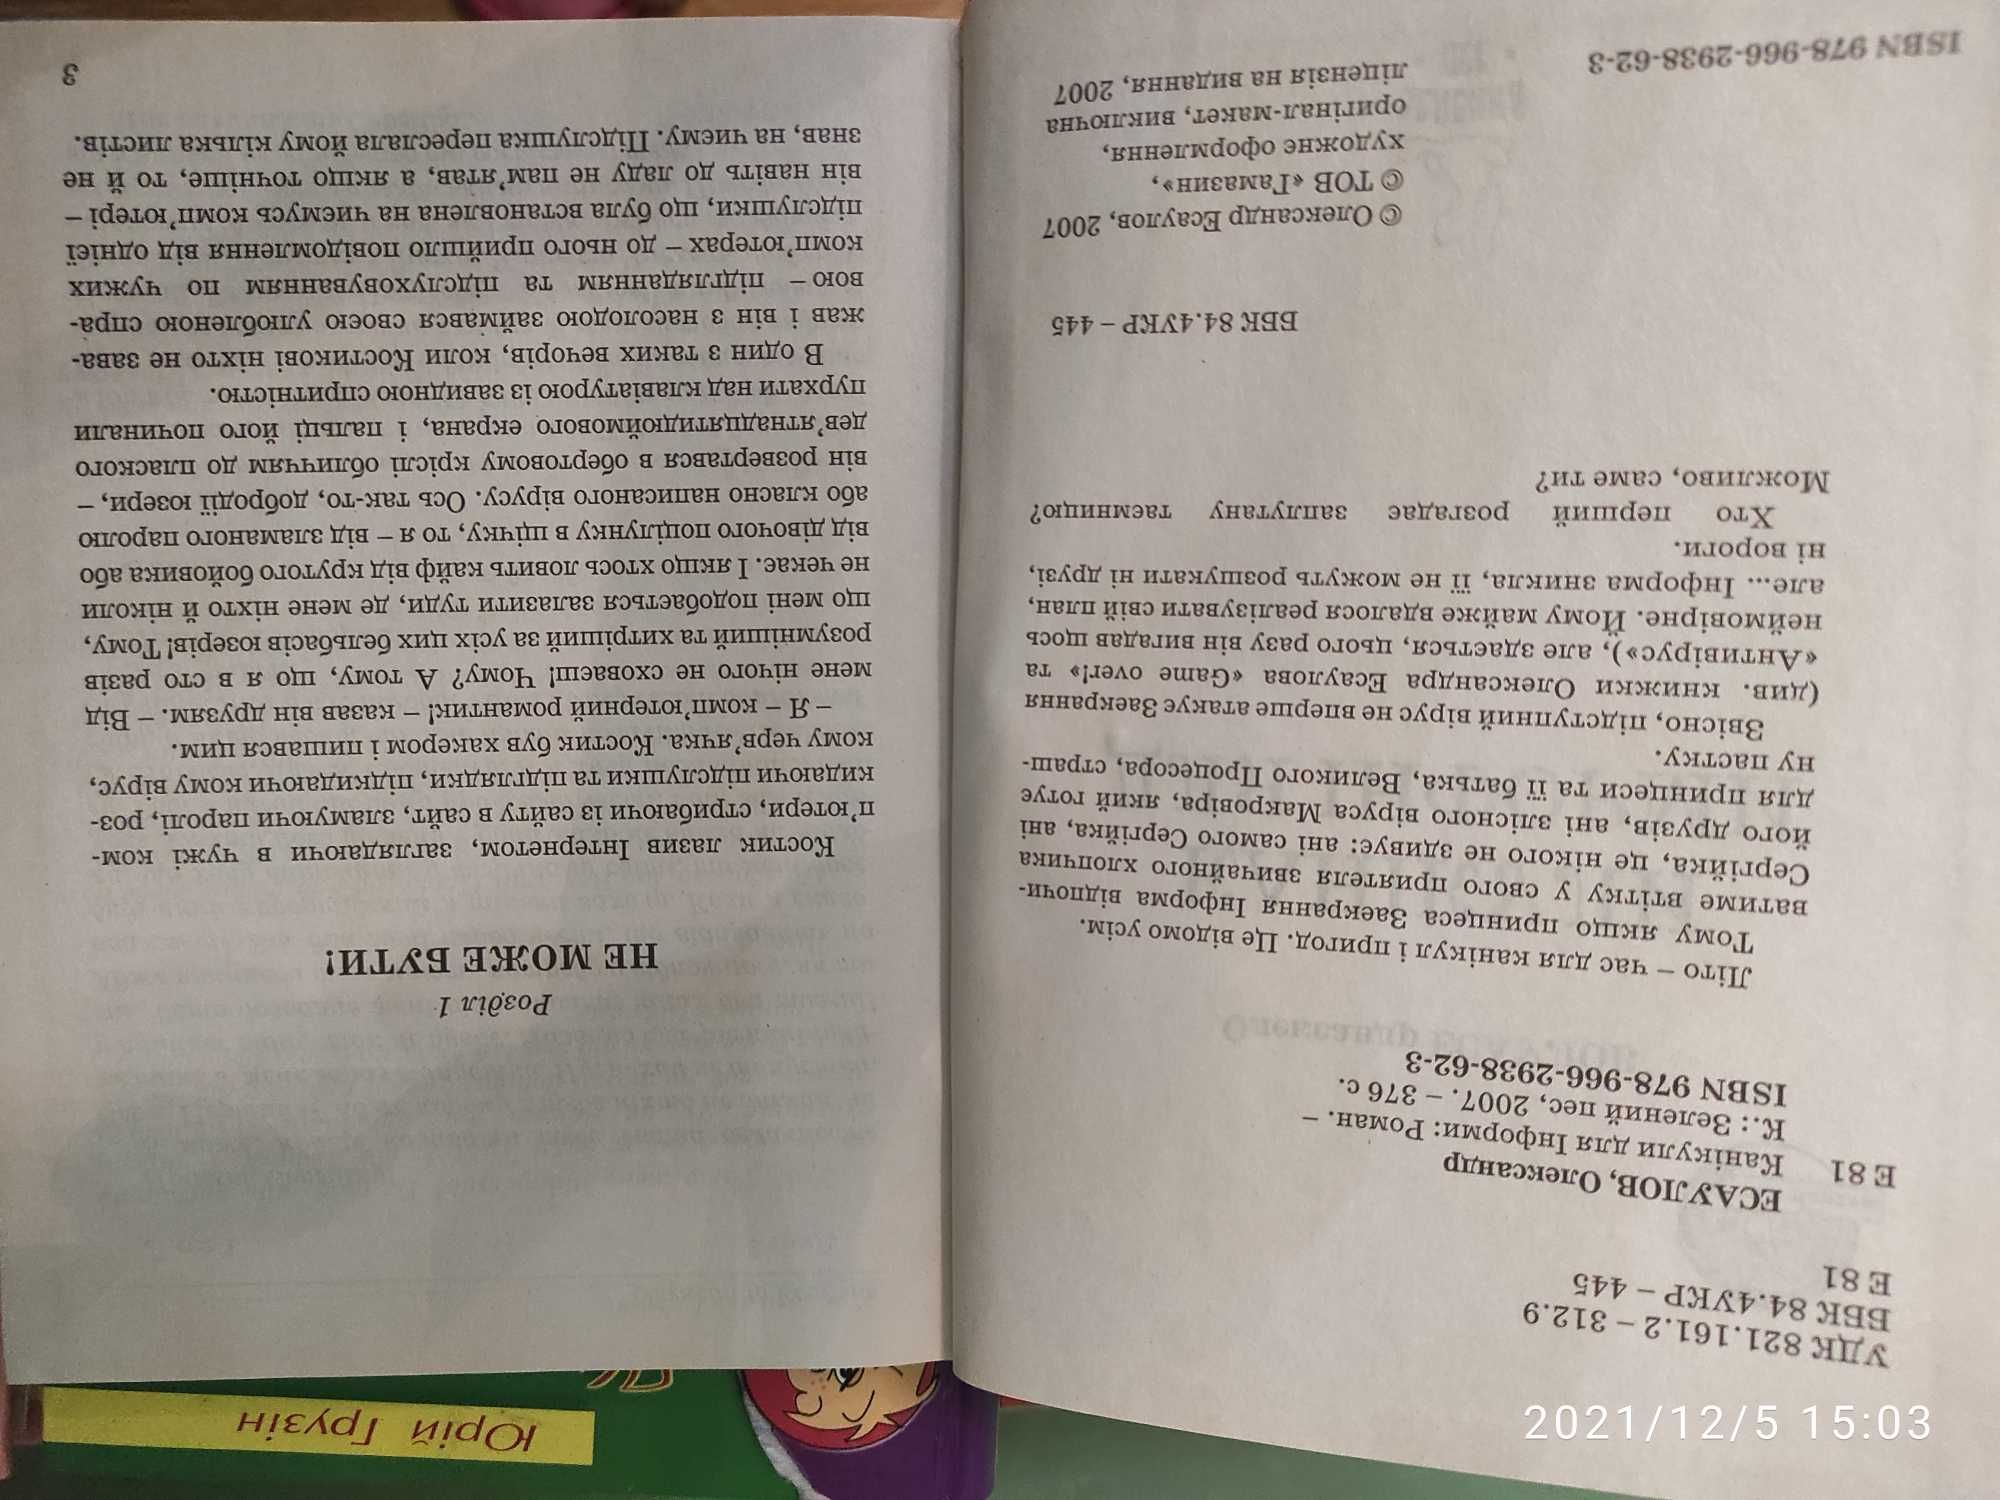 УДК 821.161.2 – 312.9
ББК 84.4УКР – 445
Е 81
ЕСАУЛОВ, Олександр
Е 81 Канікули для Інформи: Роман. –
К.: Зелений пес, 2007. – 376 с.
ISBN 978-966-2938-62-3
Літо – час для канікул і пригод. Це відомо усім.
Тому якщо принцеса Заекрання Інформа відпочи-
ватиме влітку у свого приятеля звичайного хлопчика
Сергійка, це нікого не здивує: ані самого Сергійка, ані
його друзів, ані злісного віруса Макровіра, який готує
для принцеси та її батька, Великого Процесора, страш-
ну пастку.
Звісно, підступний вірус не вперше атакує Заекрання
(див. книжки Олександра Есаулова «Game over!» та
«Антивірус»), але здається, цього разу він вигадав щось
неймовірне. Йому майже вдалося реалізувати свій план,
але... Інформа зникла, її не можуть розшукати ні друзі,
ні вороги.
Хто перший розгадає заплутану таємницю?
Можливо, саме ти?
ББК 84.4УКР – 445
© Олександр Есаулов, 2007
© ТОВ «Гамазин»,
художнє оформлення,
оригінал-макет, виключна
ліцензія на видання, 2007
ISBN 978-966-2938-62-3
Розділ 1
НЕ МОЖЕ БУТИ!
Костик лазив Інтернетом, заглядаючи в чужі ком-
п'ютери, стрибаючи із сайту в сайт, зламуючи паролі, роз-
кидаючи підслушки та підглядки, підкидаючи кому вірус,
кому черв'ячка. Костик був хакером і пишався цим.
– Я – комп'ютерний романтик! – казав він друзям. – Від
мене нічого не сховаєш! Чому? А тому, що я в сто разів
розумніший та хитріший за усіх цих бельбасів юзерів! Тому,
що мені подобається залазити туди, де мене ніхто й ніколи
не чекає. І якщо хтось ловить кайф від крутого бойовика або
від дівочого поцілунку в щічку, то я – від зламаного паролю
або класно написаного вірусу. Ось так-то, добродії юзери, –
він розвертався в обертовому кріслі обличчям до плаского
дев'ятнадцятидюймового екрана, і пальці його починали
пурхати над клавіатурою із завидною спритністю.
В один з таких вечорів, коли Костикові ніхто не зава-
жав і він з насолодою займався своєю улюбленою спра-
вою – підгляданням та підслуховуванням по чужих
комп'ютерах – до нього прийшло повідомлення від однієї
підслушки, що була встановлена на чиємусь комп'ютері –
він навіть до ладу не пам'ятав, а якщо точніше, то й не
знав, на чиєму. Підслушка переслала йому кілька листів.
3
Юрій Грузін
2021/12/5 15:03